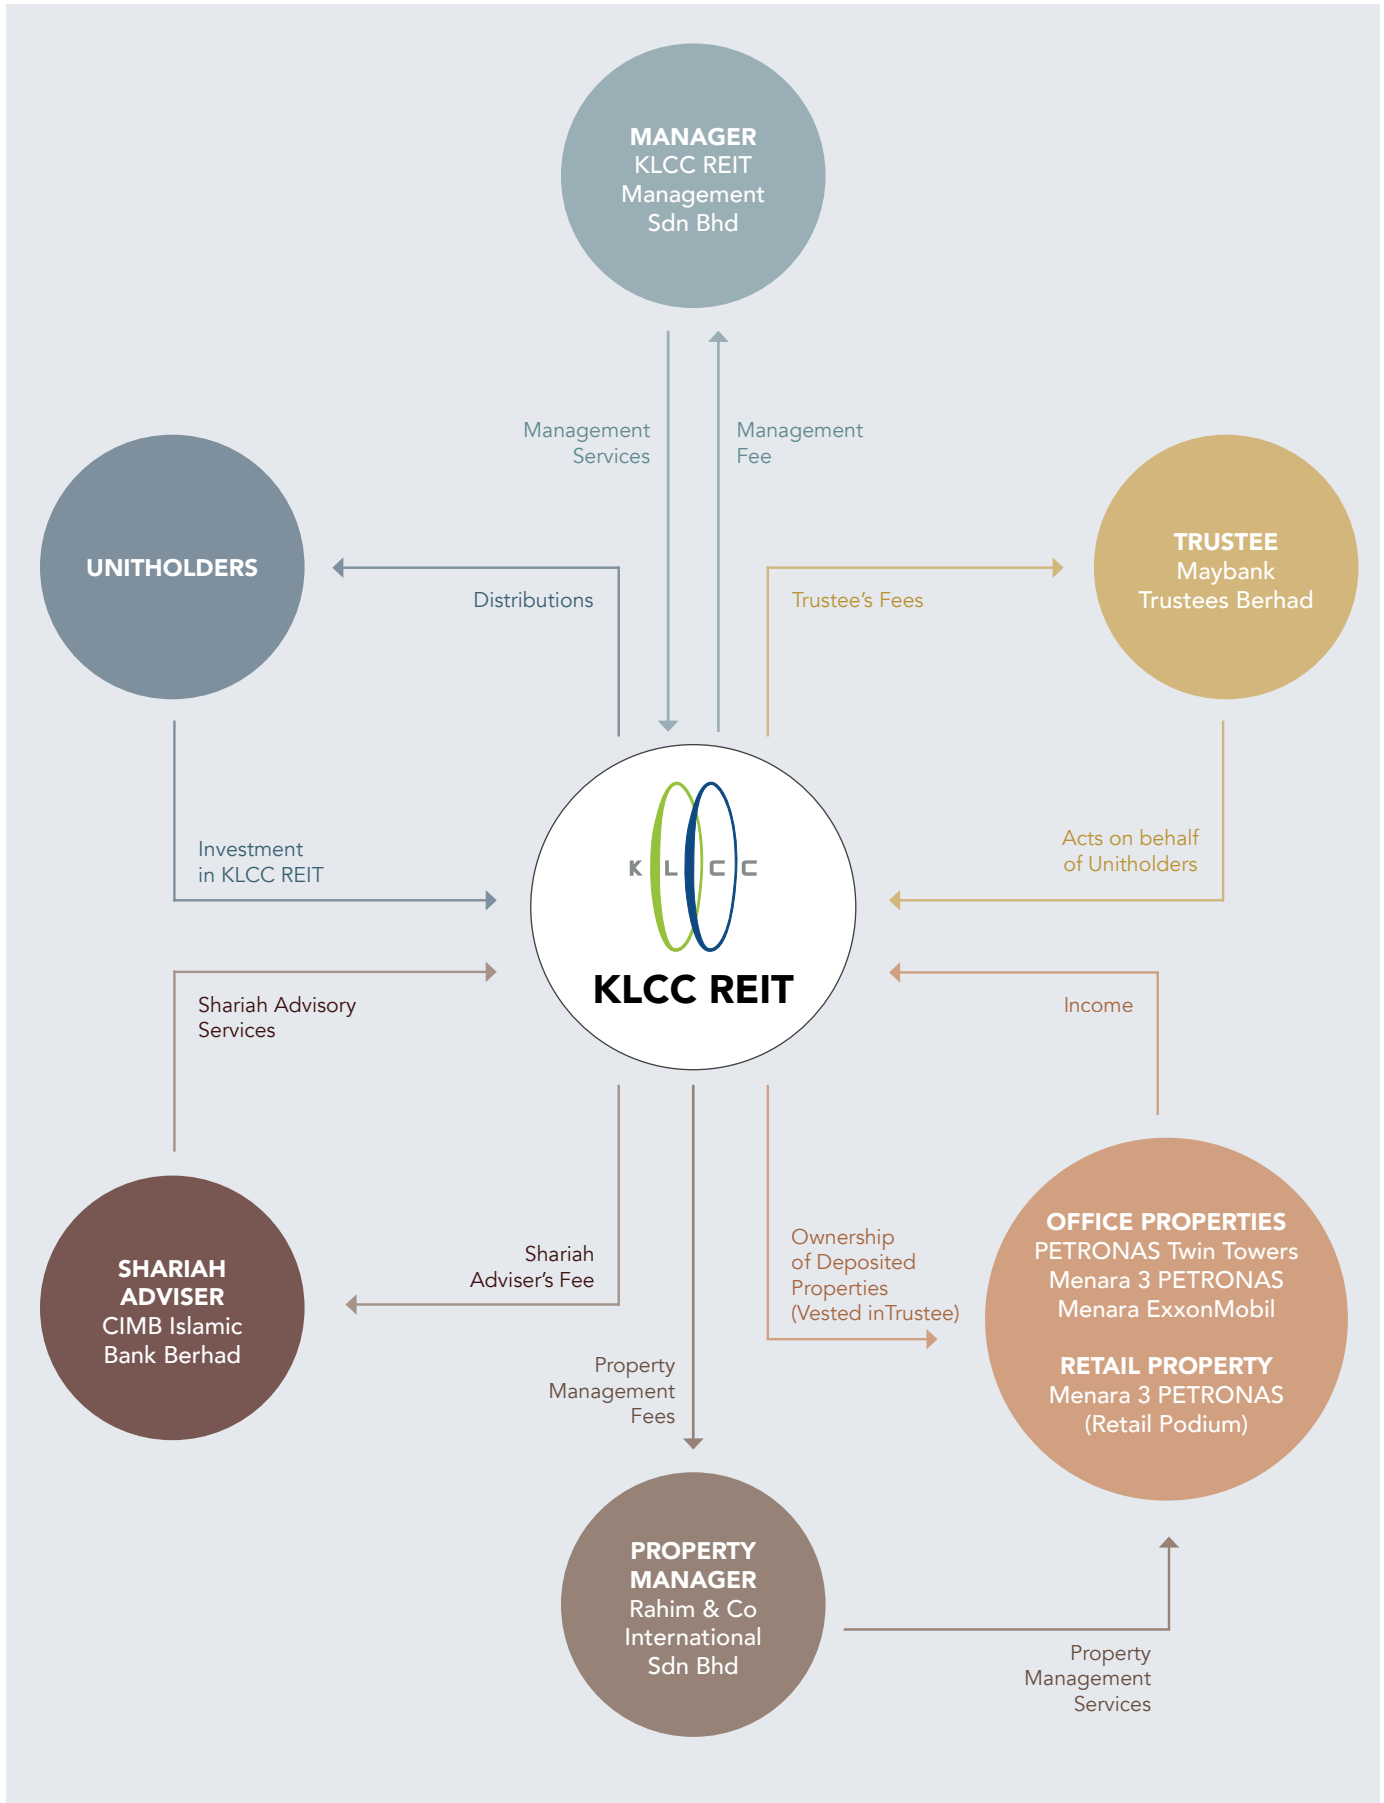 MANAGER
KLCC REIT
Management
Sdn Bhd
Management
Services
Management
Fee
UNITHOLDERS
Distributions
Trustee's Fees
TRUSTEE
Maybank
Trustees Berhad
Investment
in KLCC REIT
K L C C
KLCC REIT
Acts on behalf
of Unitholders
Shariah Advisory
Services
Income
SHARIAH
ADVISER
CIMB Islamic
Bank Berhad
Shariah
Adviser's Fee
Property
Management
Fees
Ownership
of Deposited
Properties
(Vested inTrustee)
OFFICE PROPERTIES
PETRONAS Twin Towers
Menara 3 PETRONAS
Menara ExxonMobil
RETAIL PROPERTY
Menara 3 PETRONAS
(Retail Podium)
PROPERTY
MANAGER
Rahim & Co
International
Sdn Bhd
Property
Management
Services